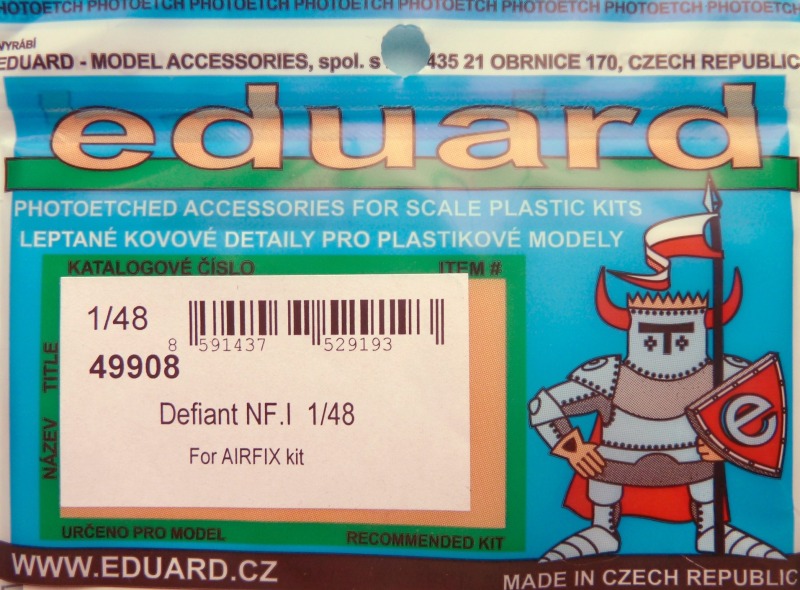 PHOTOETCH PHOTOETCH PHOTOETCH PHOTOETCH PHOTOETCH PHOTOETCH
VYRÁBÍ
EDUARD - MODEL ACCESSORIES, spol. s 435 21 OBRNICE 170, CZECH REPUBLIC
eduard
PHOTOETCHED ACCESSORIES FOR SCALE PLASTIC KITS
LEPTANÉ KOVOVÉ DETAILY PRO PLASTIKOVÉ MODELY
KATALOGOVÉ ČÍSLO ITEM #
1/48
8 591437 529193
49908
Defiant NF.I 1/48
For AIRFIX kit
NÁZEV TITLE
e
URČENO PRO MODEL RECOMMENDED KIT
WWW.EDUARD.CZ
MADE IN CZECH REPUBLIC